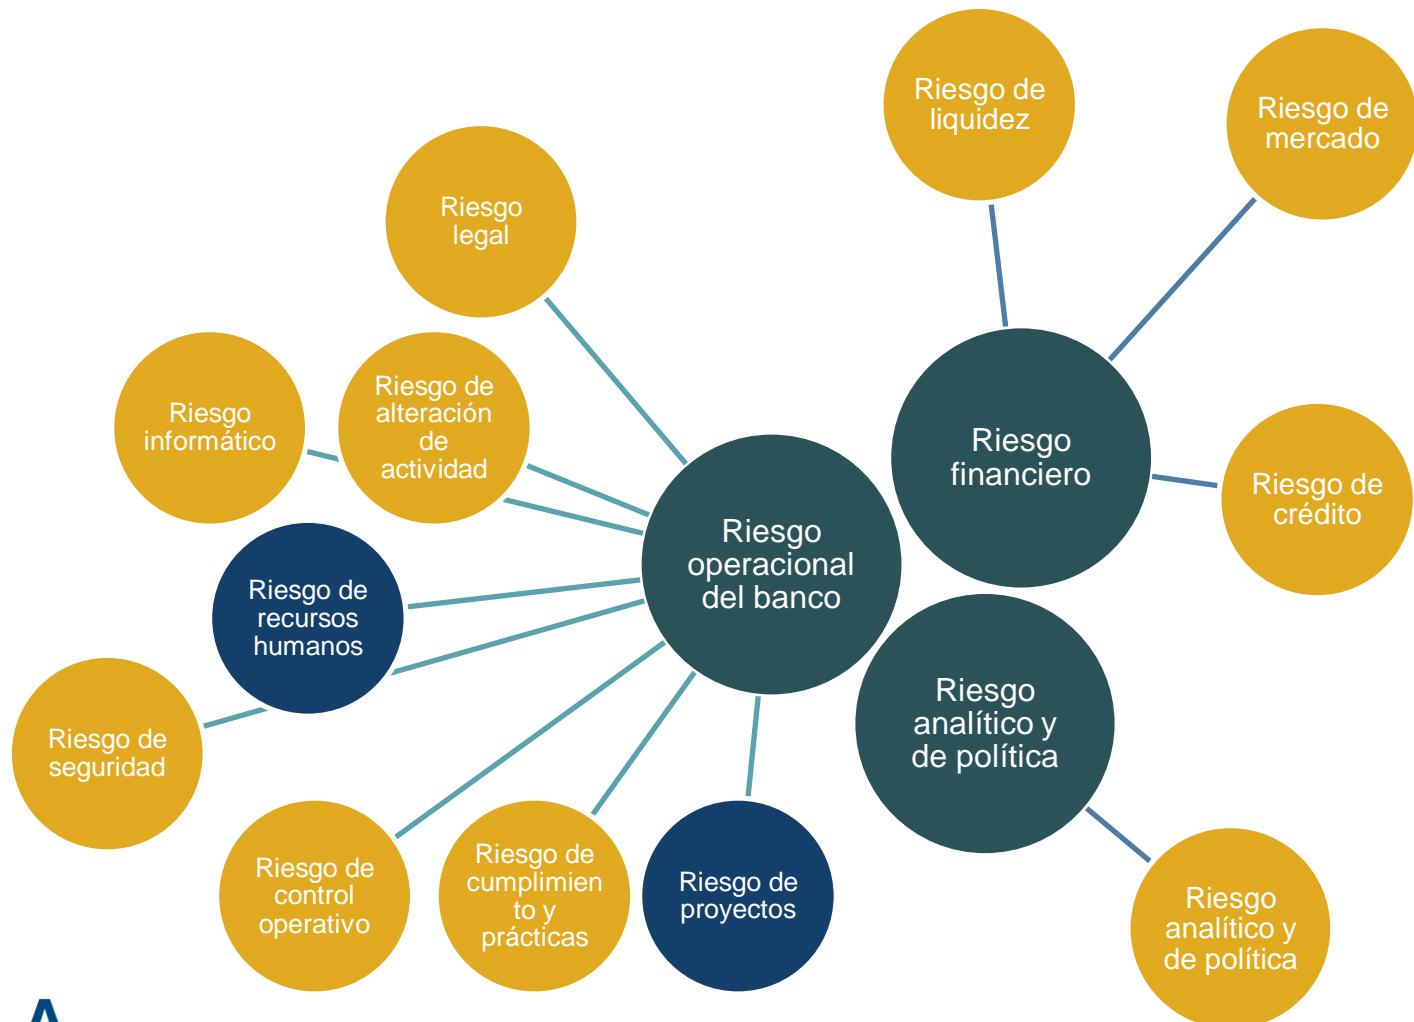 Riesgo de
liquidez
Riesgo de
mercado
Riesgo
legal
Riesgo
informático
Riesgo de
alteración
de
actividad
Riesgo
financiero
Riesgo de
crédito
Riesgo
operacional
del banco
Riesgo de
recursos
humanos
Riesgo
analítico y
de política
Riesgo de
seguridad
Riesgo de
control
operativo
Riesgo de
cumplimien
to y
prácticas
Riesgo de
proyectos
Riesgo
analítico y
de política